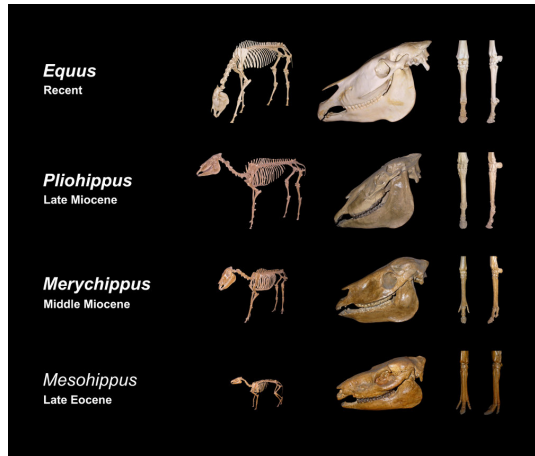 Equus
Recent
Pliohippus
Late Miocene
Merychippus
Middle Miocene
Mesohippus
Late Eocene